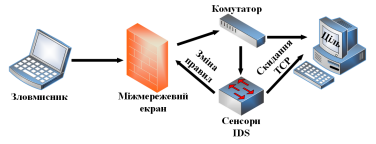 Комутатор
Ціль
Зміна
правил
Скидання
TCP
Зловмисник
Міжмережевий
екран
Сенсори
IDS